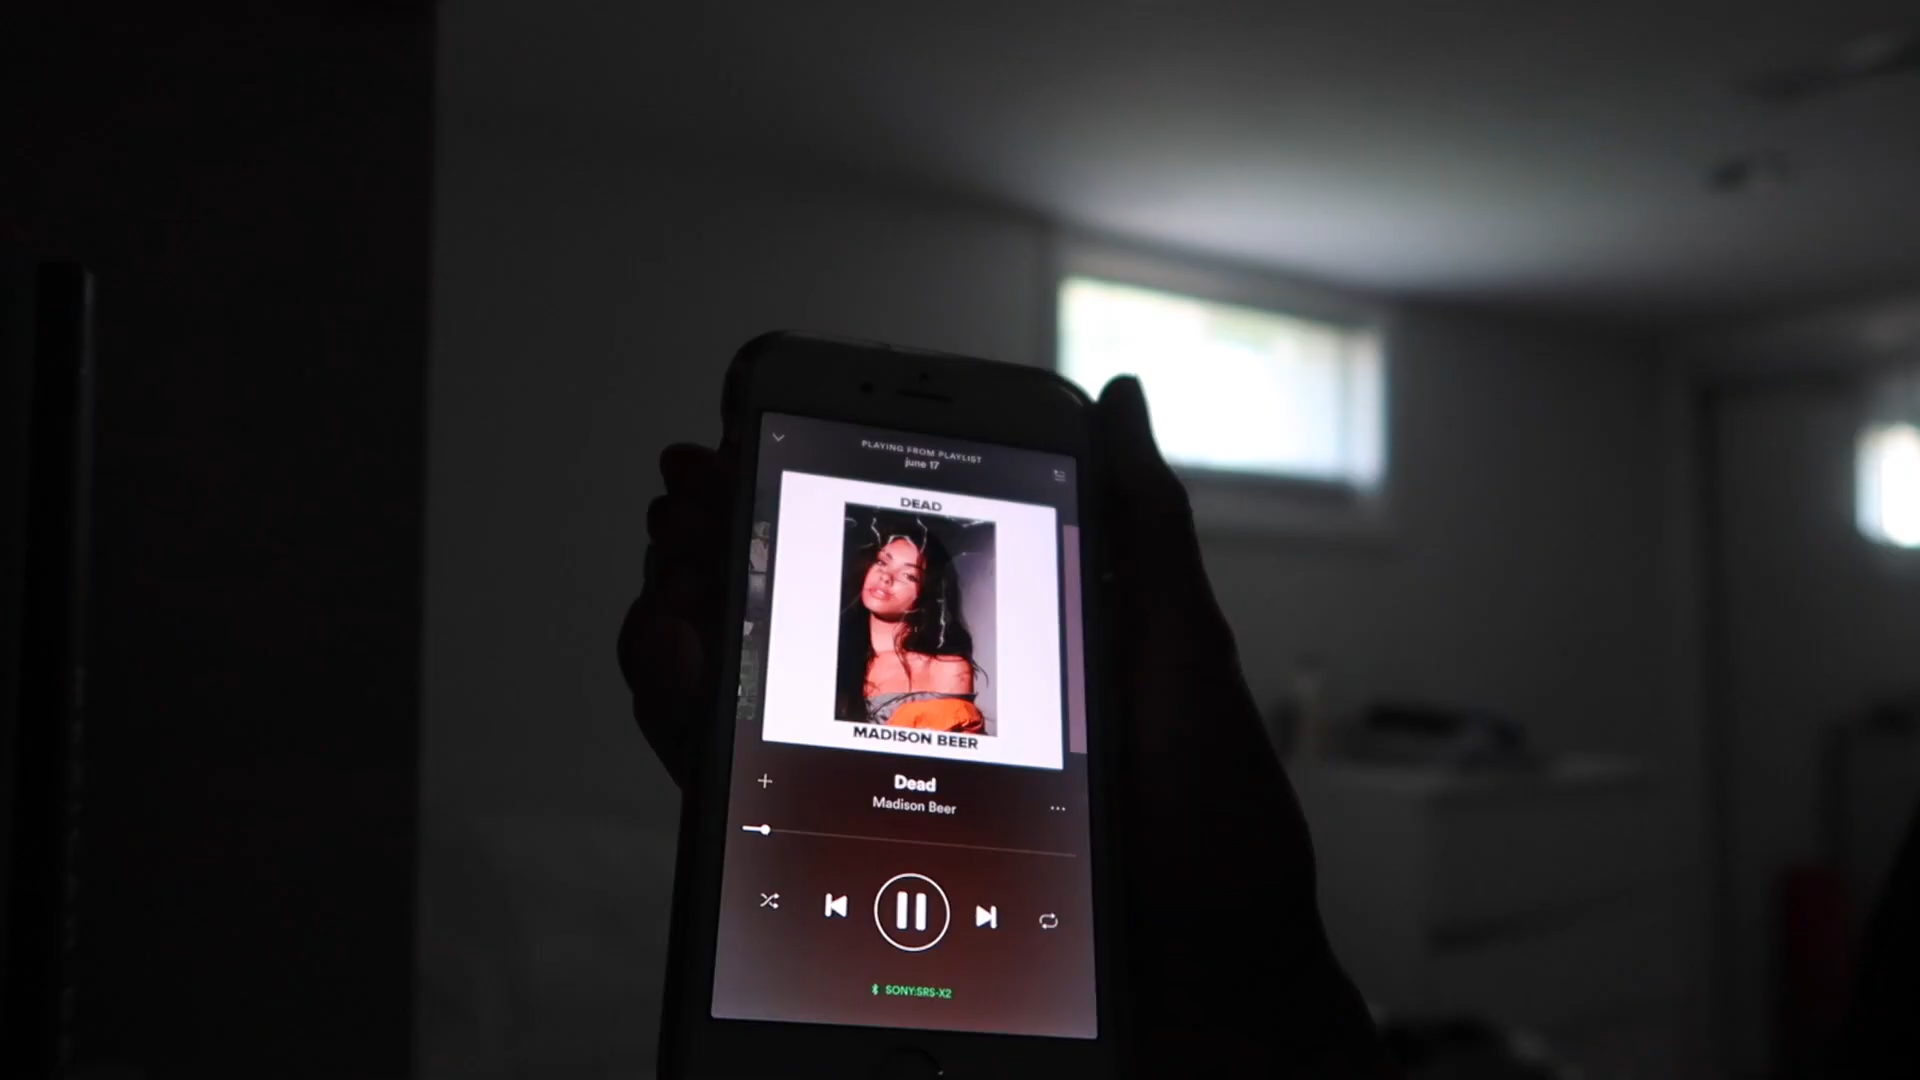 PLAYING FROM PLAYLIST
june 17
DEAD
MADISON BEER
Dead
Madison Beer
SONY:SRS-X2